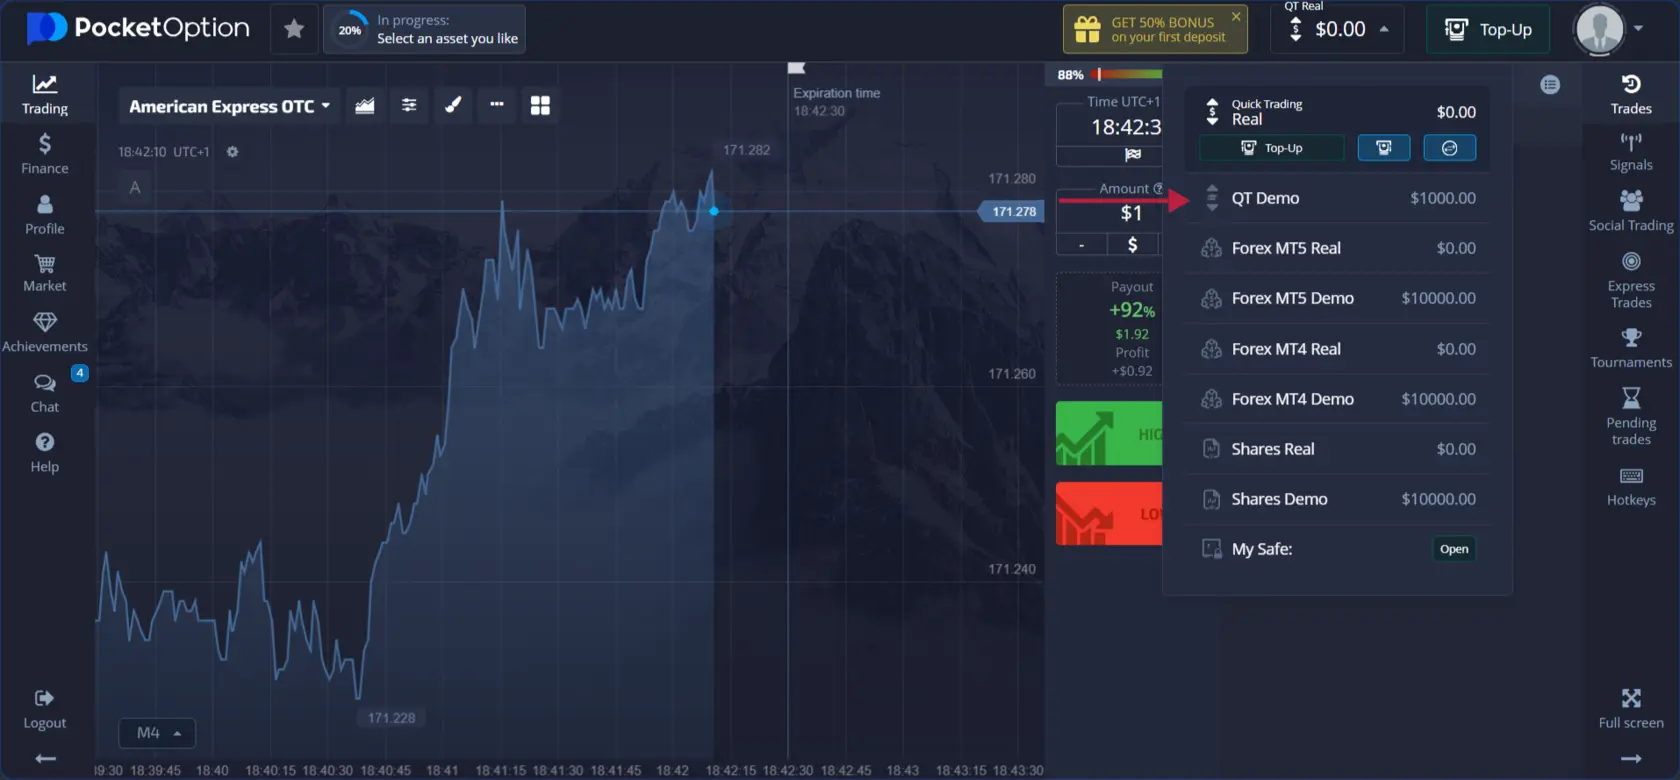 PocketOption
20%
In progress:
Select an asset you like
GET 50% BONUS
on your first deposit
QT Real
$0.00
Top-Up
Trading
Finance
Profile
Market
Achievements
4
Chat
Help
Logout
American Express OTC
18:42:10 UTC+1
A
Expiration time
18:42:30
171.282
171.280
171.278
171.260
171.240
171.228
M4
39:30 18:39:45 18:40 18:40:15 18:40:30 18:40:45 18:41 18:41:15 18:41:30 18:41:45 18:42 18:42:15 18:42:30 18:42:45 18:43 18:43:15 18:43:30
88%
Time UTC+1
18:42:3
Amount
$1
- $
Payout
+92%
$1.92
Profit
+$0.92
HIG
LO
Quick Trading
Real
$0.00
Top-Up
QT Demo $1000.00
Forex MT5 Real $0.00
Forex MT5 Demo $10000.00
Forex MT4 Real $0.00
Forex MT4 Demo $10000.00
Shares Real $0.00
Shares Demo $10000.00
My Safe: Open
Trades
Signals
Social Trading
Express
Trades
Tournaments
Pending
trades
Hotkeys
Full screen